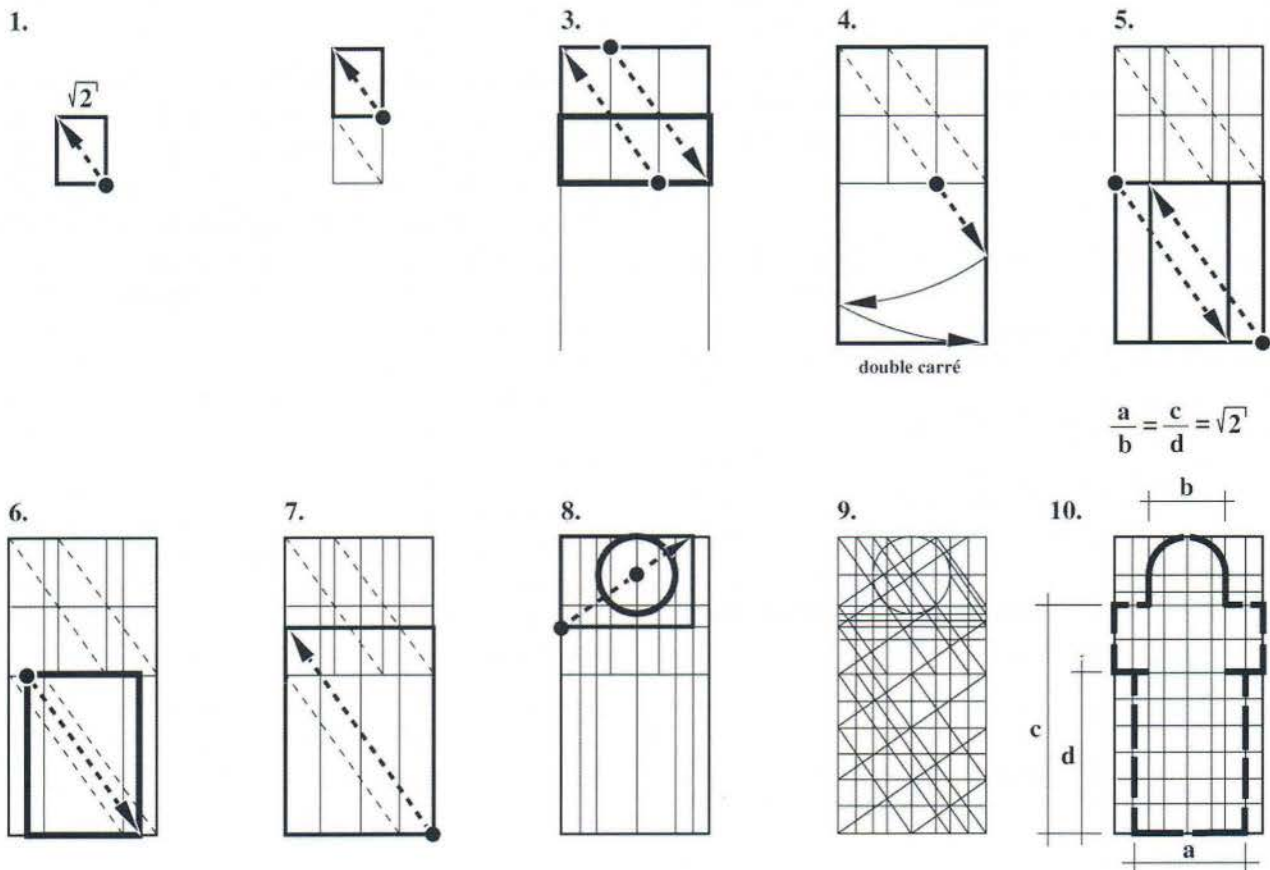 1.
3.
4.
5.
√2
double carré
a/b = c/d = √2
6.
7.
8.
9.
10.
b
c
d
a